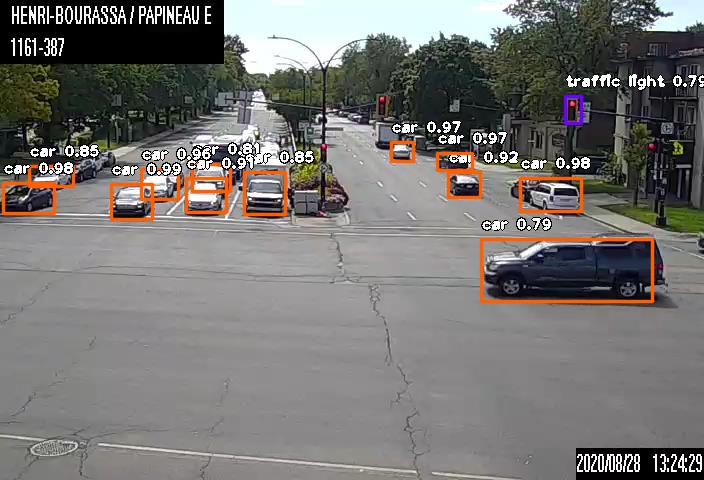 HENRI-BOURASSA / PAPINEAU E
1161-387
traffic light 0.79
car 0.97
car 0.97
car 0.92
car 0.98
car 0.85
car 0.98
car 0.96
car 0.81
car 0.91
car 0.85
car 0.99
car 0.79
2020/08/28 13:24:29